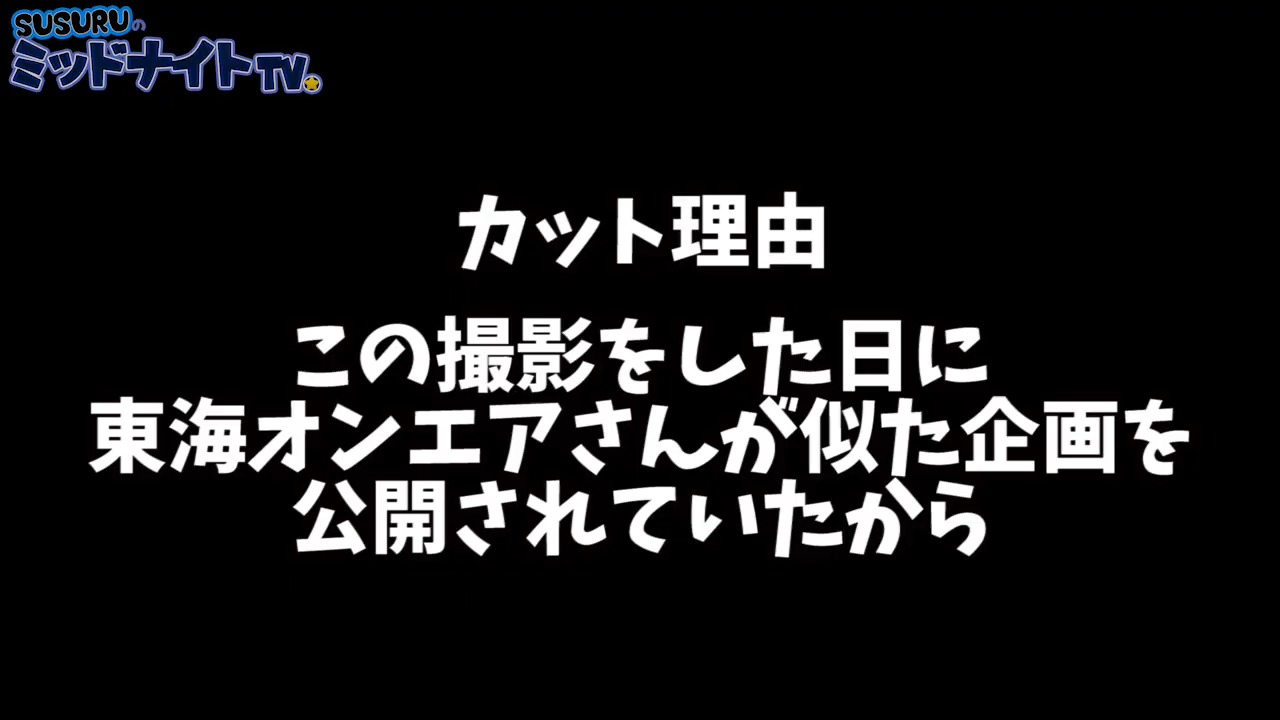 SUSURUの
ミッドナイトTV。
カット理由
この撮影をした日に
東海オンエアさんが似た企画を
公開されていたから